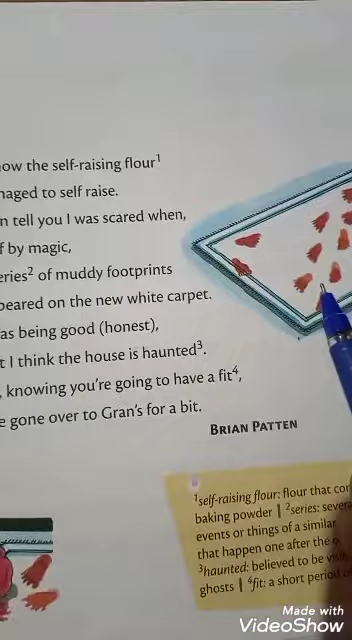 ow the self-raising flour¹
naged to self raise.
n tell you I was scared when,
f by magic,
eries² of muddy footprints
peared on the new white carpet.
as being good (honest),
t I think the house is haunted³.
, knowing you're going to have a fit⁴,
e gone over to Gran's for a bit.
BRIAN PATTEN
¹self-raising flour: flour that con
baking powder | ²series: severa
events or things of a similar
that happen one after the o
³haunted: believed to be visi
ghosts | ⁴fit: a short period o
Made with
VideoShow